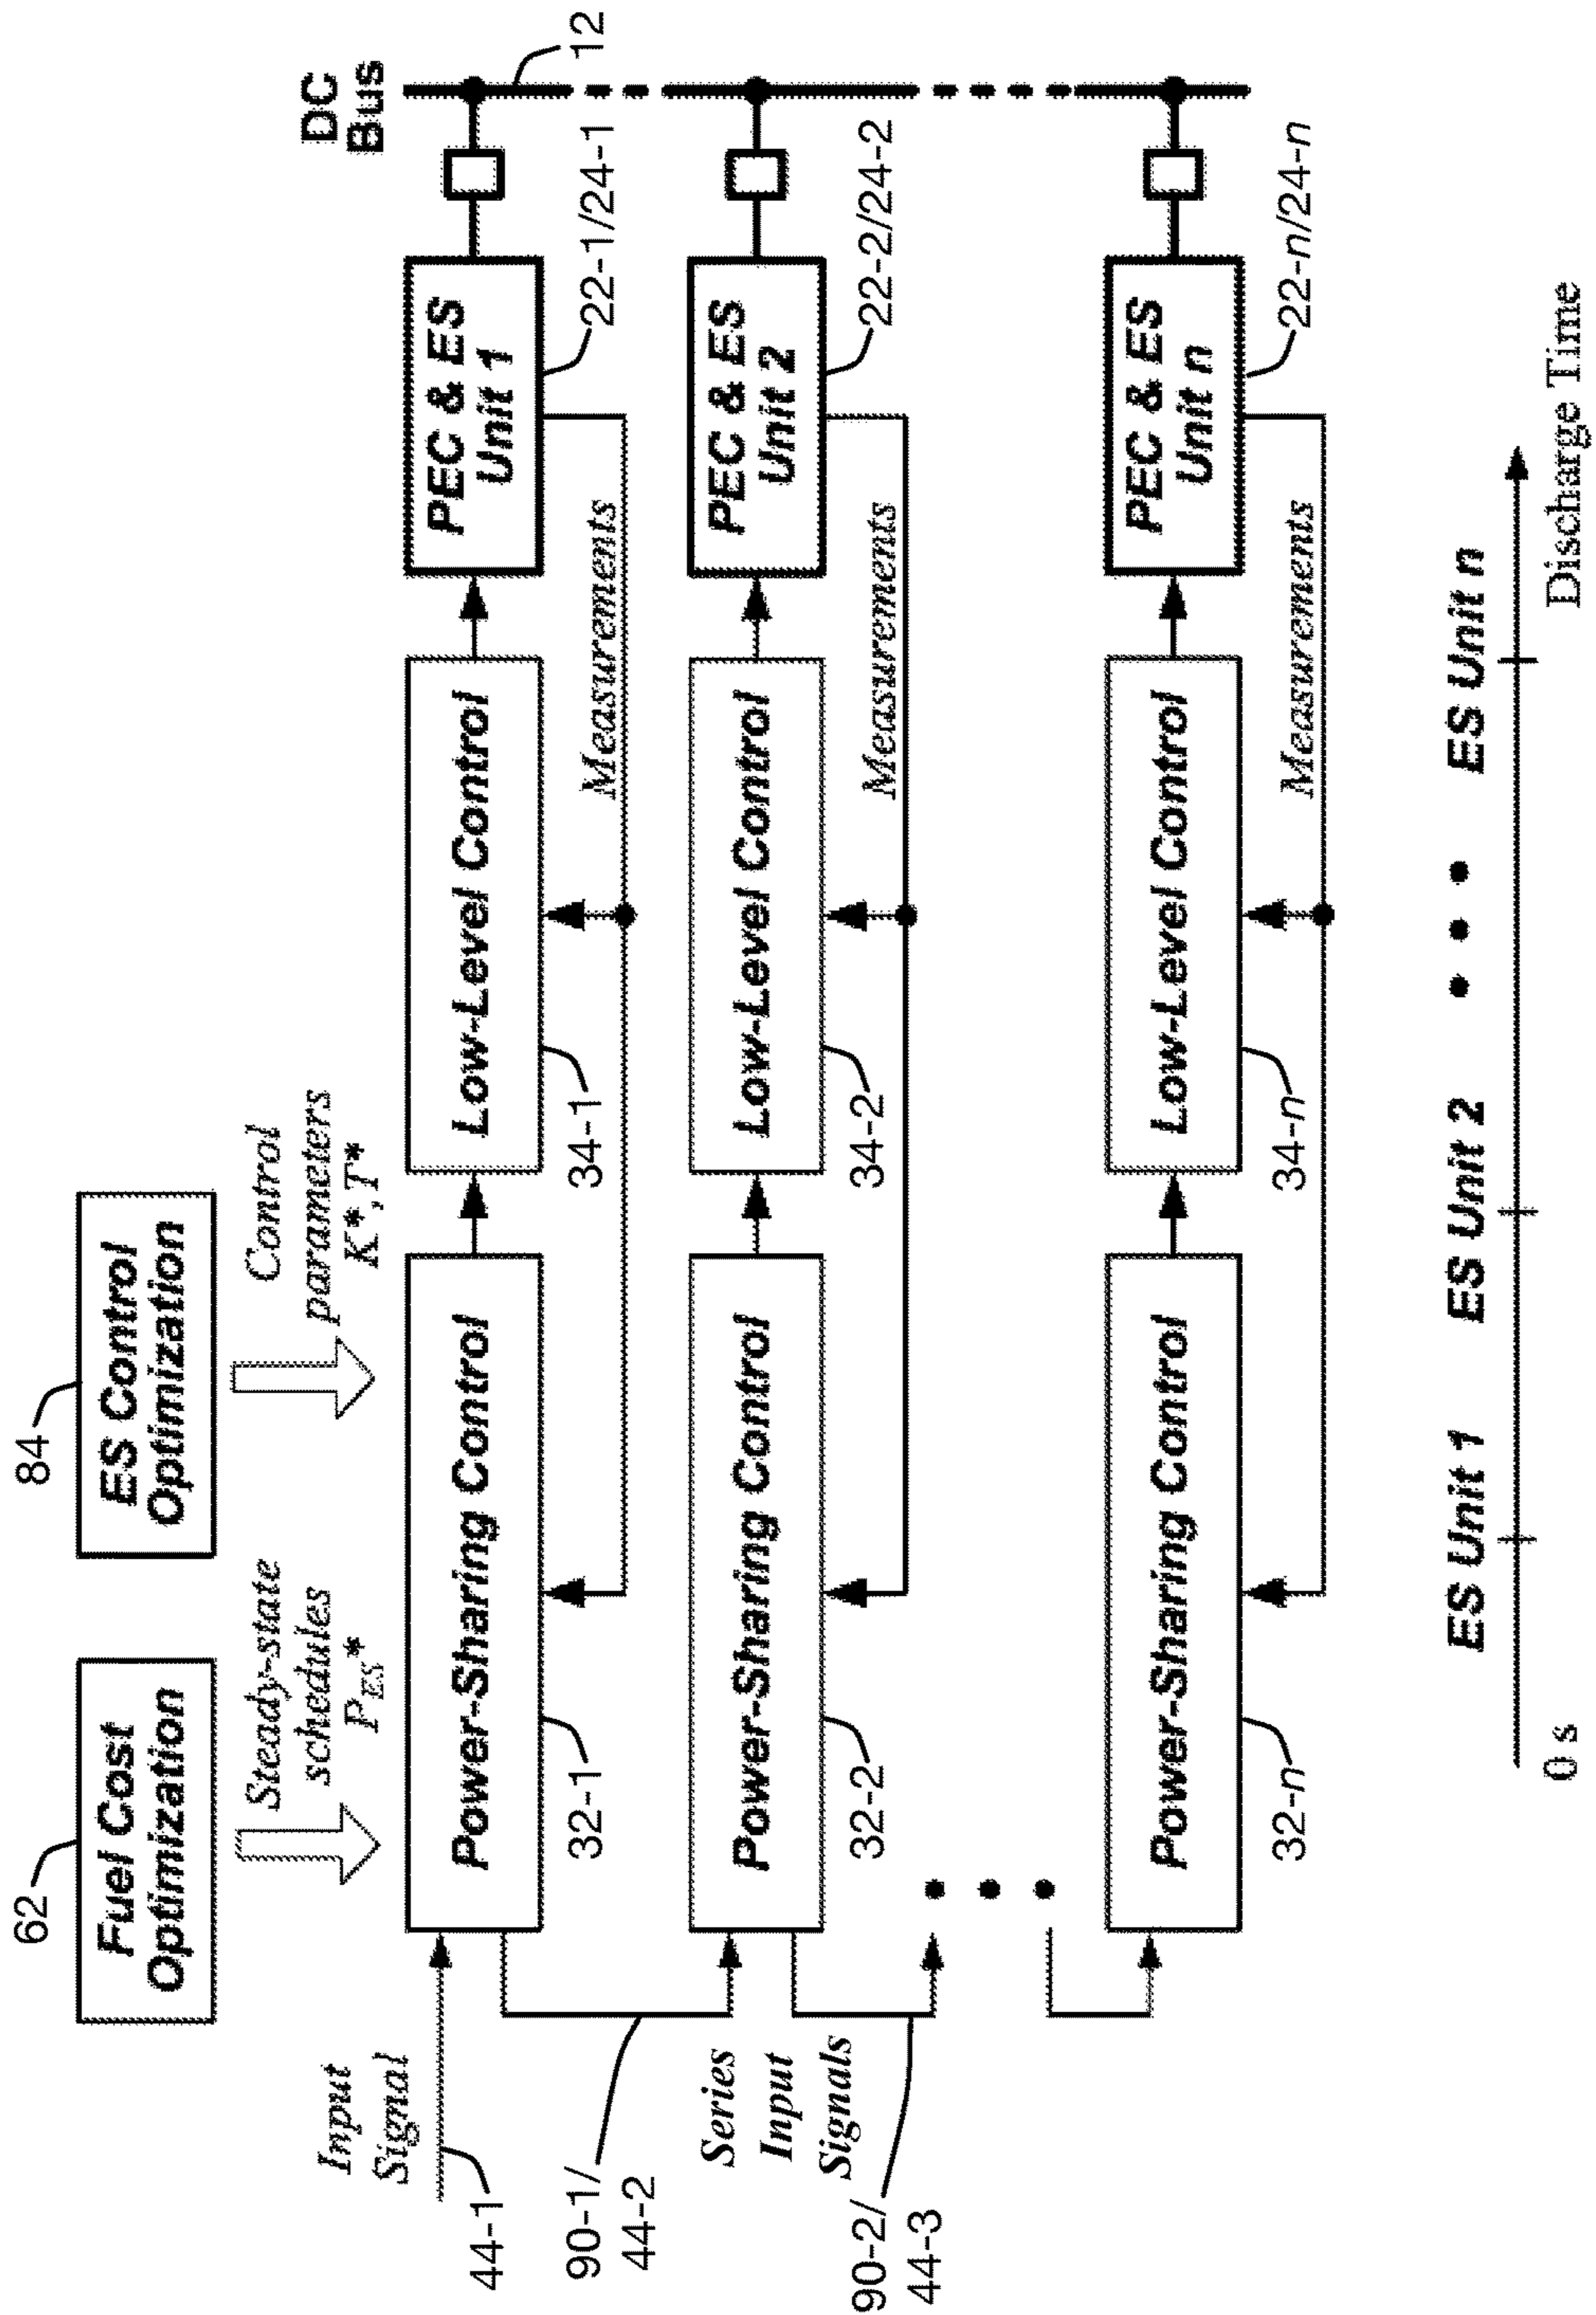 62
Fuel Cost
Optimization
84
ES Control
Optimization
Steady-state
schedules
P_ES*
Control
parameters
K*,T*
DC
Bus
12
Input
Signal
44-1
Power-Sharing Control
32-1
Low-Level Control
34-1
PEC & ES
Unit 1
22-1/24-1
Measurements
90-1/
44-2
Series
Input
Signals
Power-Sharing Control
32-2
Low-Level Control
34-2
PEC & ES
Unit 2
22-2/24-2
Measurements
90-2/
44-3
Power-Sharing Control
32-n
Low-Level Control
34-n
PEC & ES
Unit n
22-n/24-n
Measurements
ES Unit 1 ES Unit 2 • • • ES Unit n
0 s
Discharge Time